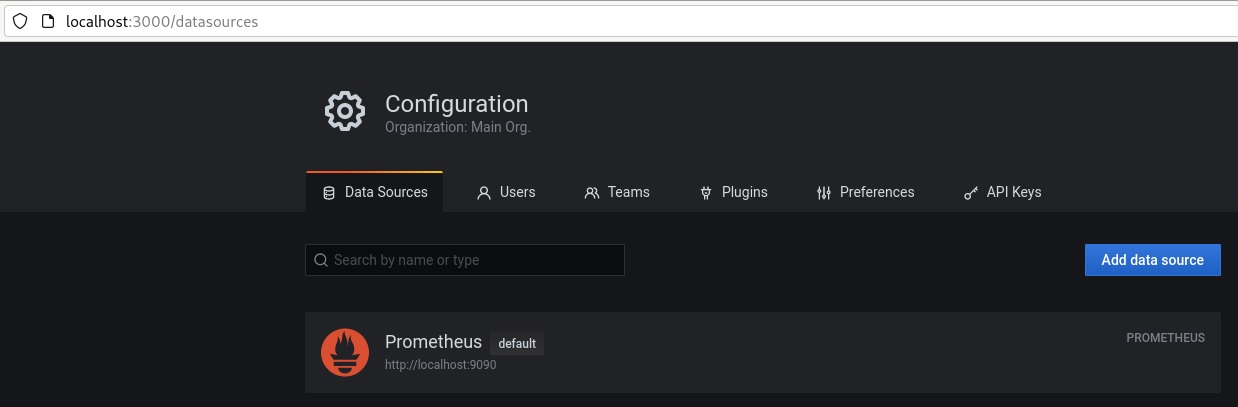 localhost:3000/datasources
Configuration
Organization: Main Org.
Data Sources Users Teams Plugins Preferences API Keys
Search by name or type Add data source
Prometheus default PROMETHEUS
http://localhost:9090